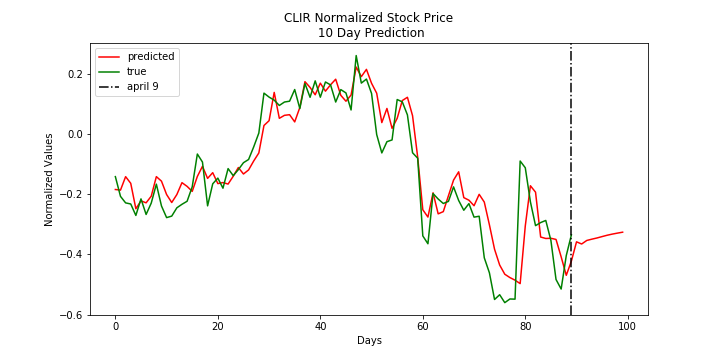 CLIR Normalized Stock Price
10 Day Prediction
predicted
true
april 9
Normalized Values
0.2
0.0
−0.2
−0.4
−0.6
0
20
40
60
80
100
Days